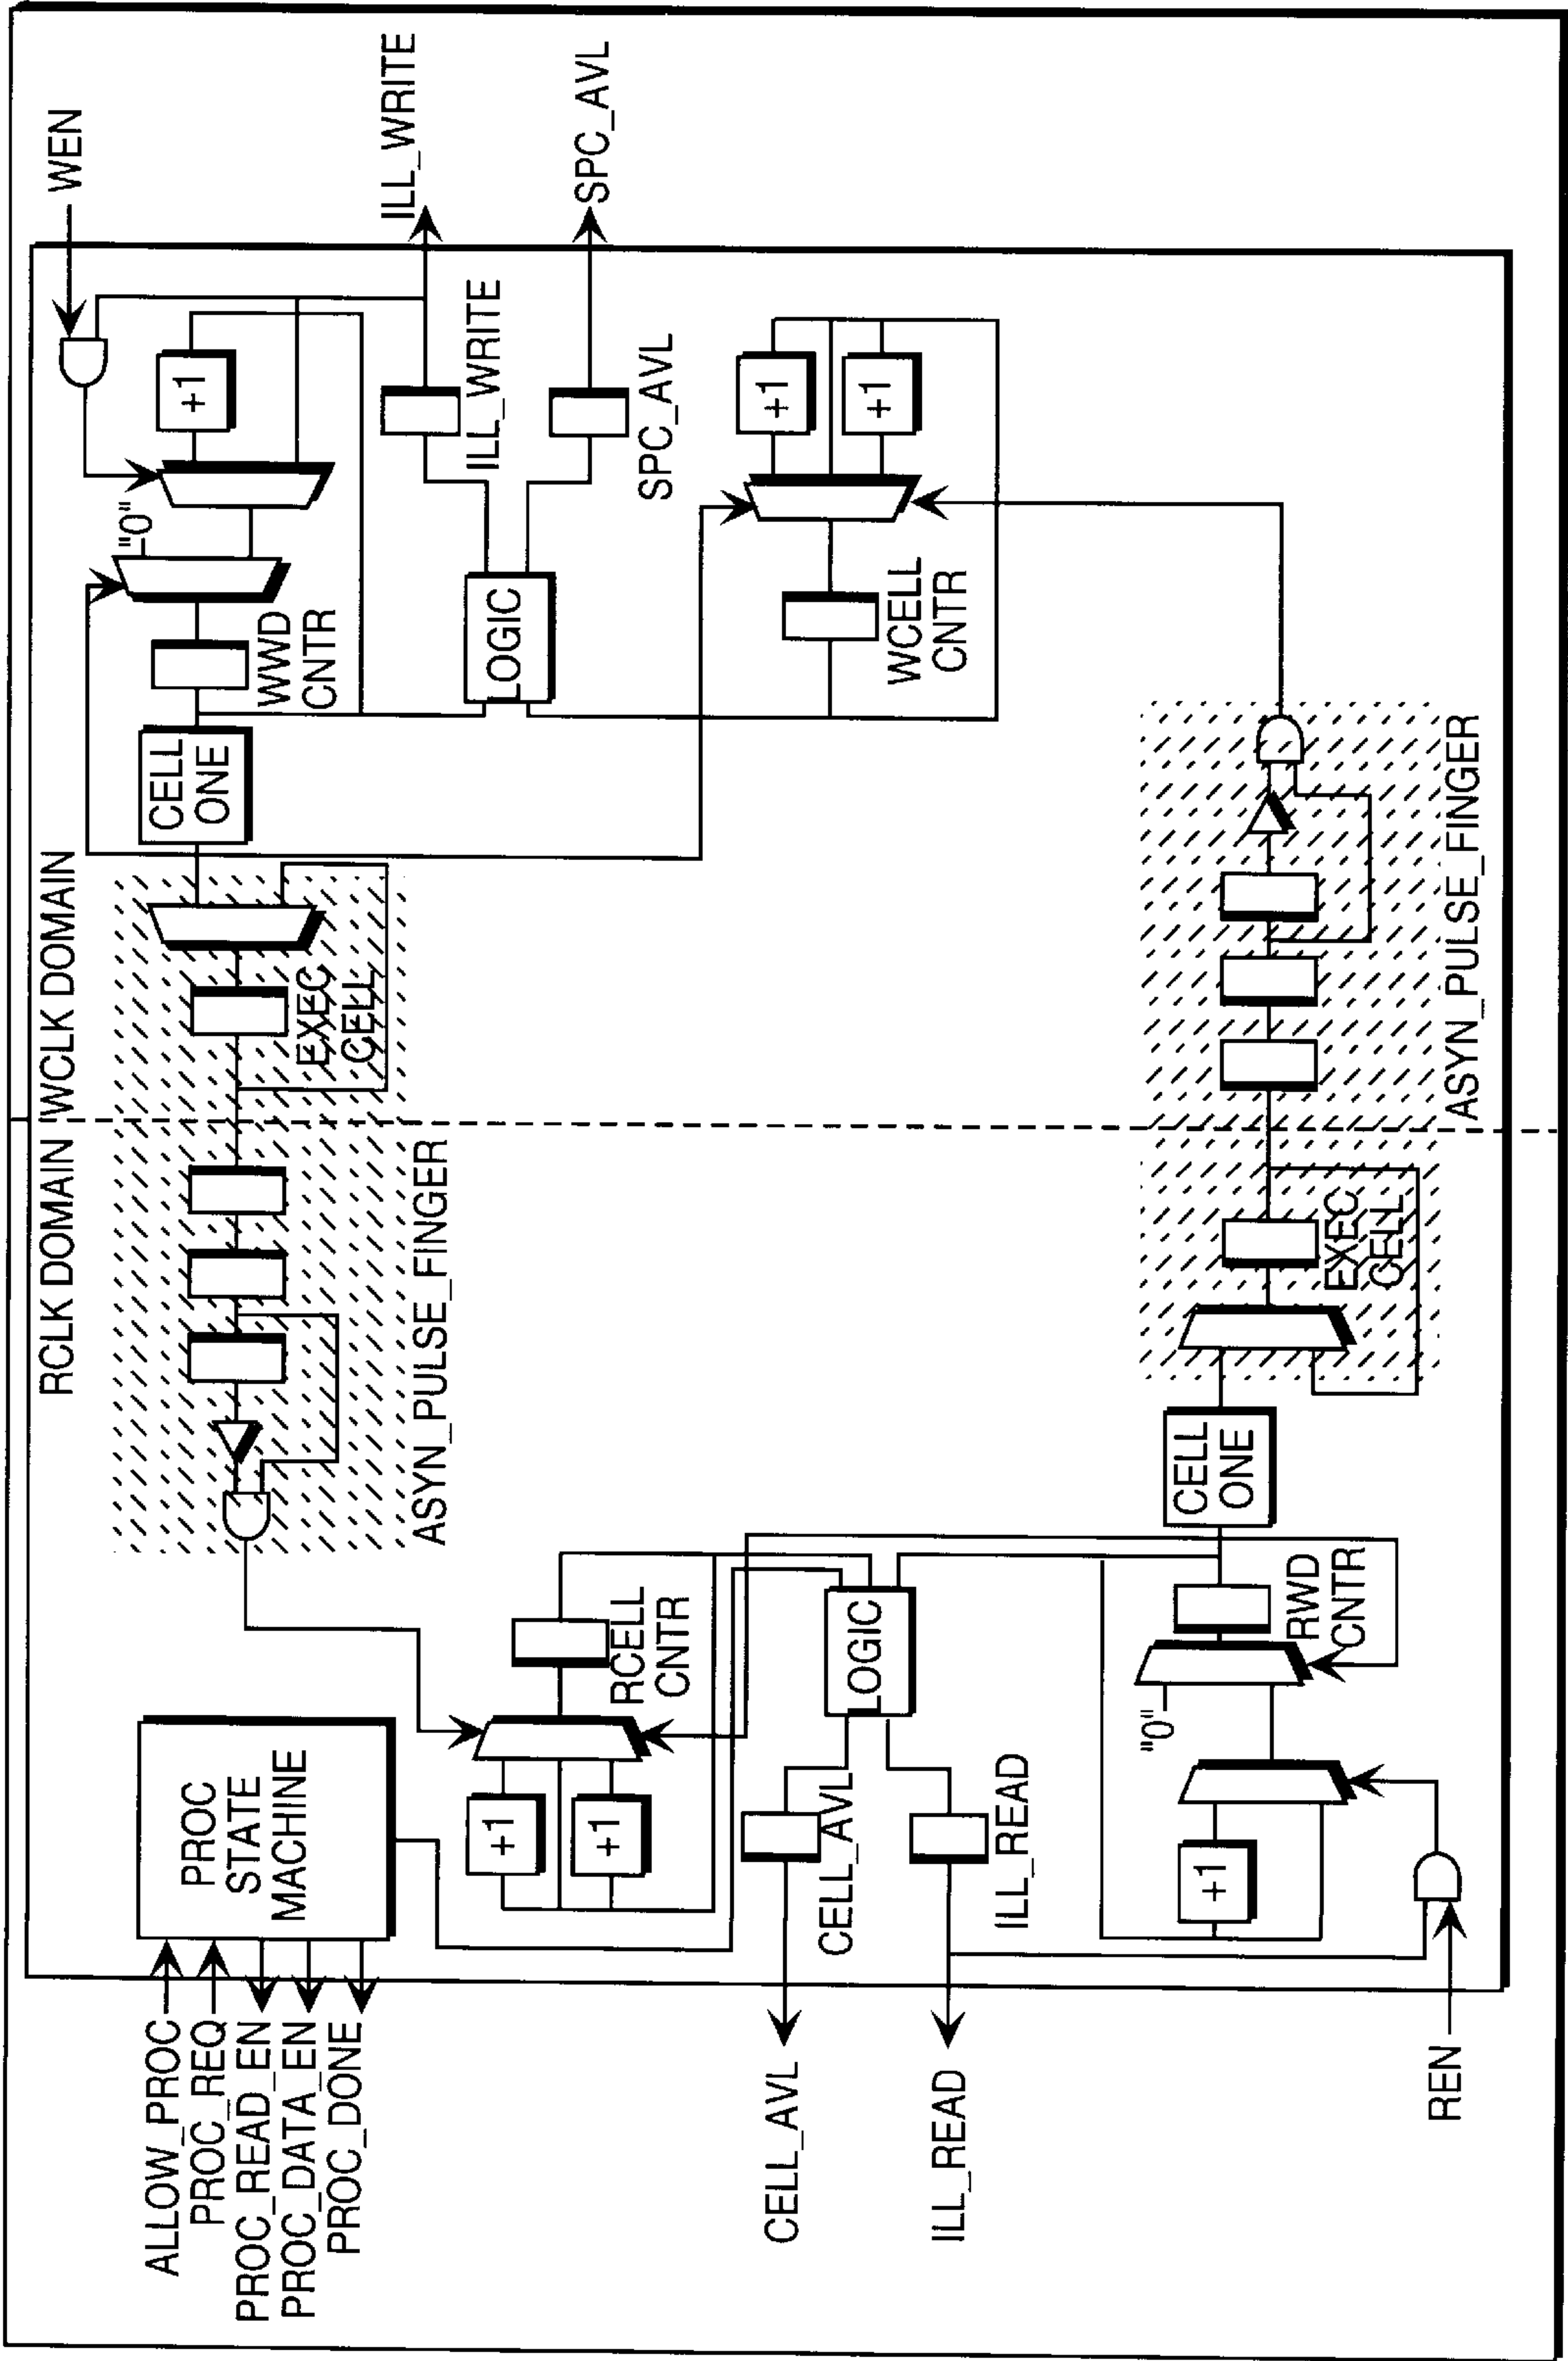 RCLK DOMAIN
WCLK DOMAIN
ALLOW_PROC
PROC_REQ
PROC_READ_EN
PROC_DATA_EN
PROC_DONE
PROC
STATE
MACHINE
ASYN_PULSE_FINGER
EXEC
CELL
CELL
ONE
WWD
CNTR
"0"
+1
WEN
ILL_WRITE
ILL_WRITE
SPC_AVL
SPC_AVL
LOGIC
+1
+1
RCELL
CNTR
+1
+1
WCELL
CNTR
CELL_AVL
CELL_AVL
LOGIC
ILL_READ
ILL_READ
"0"
+1
RWD
CNTR
CELL
ONE
EXEC
CELL
ASYN_PULSE_FINGER
REN